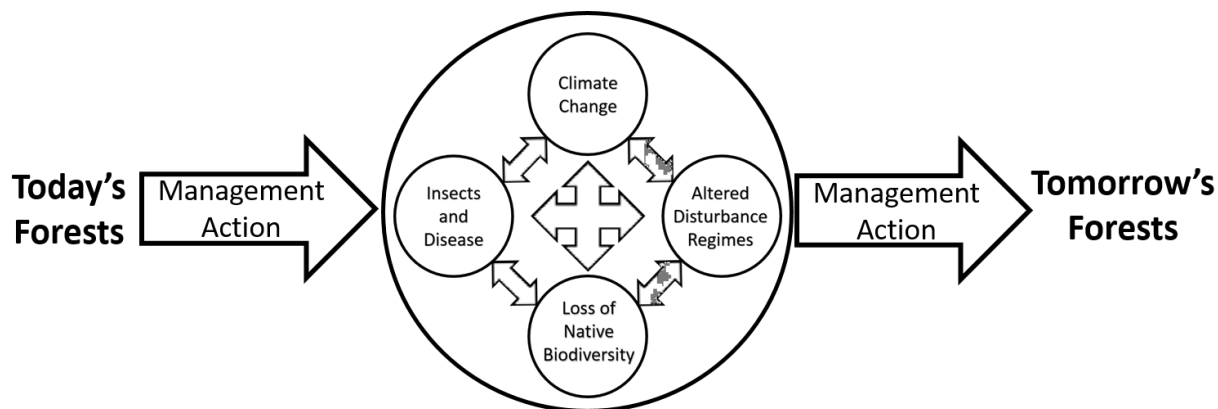 Today's
Forests
Management
Action
Climate
Change
Insects
and
Disease
Altered
Disturbance
Regimes
Loss of
Native
Biodiversity
Management
Action
Tomorrow's
Forests